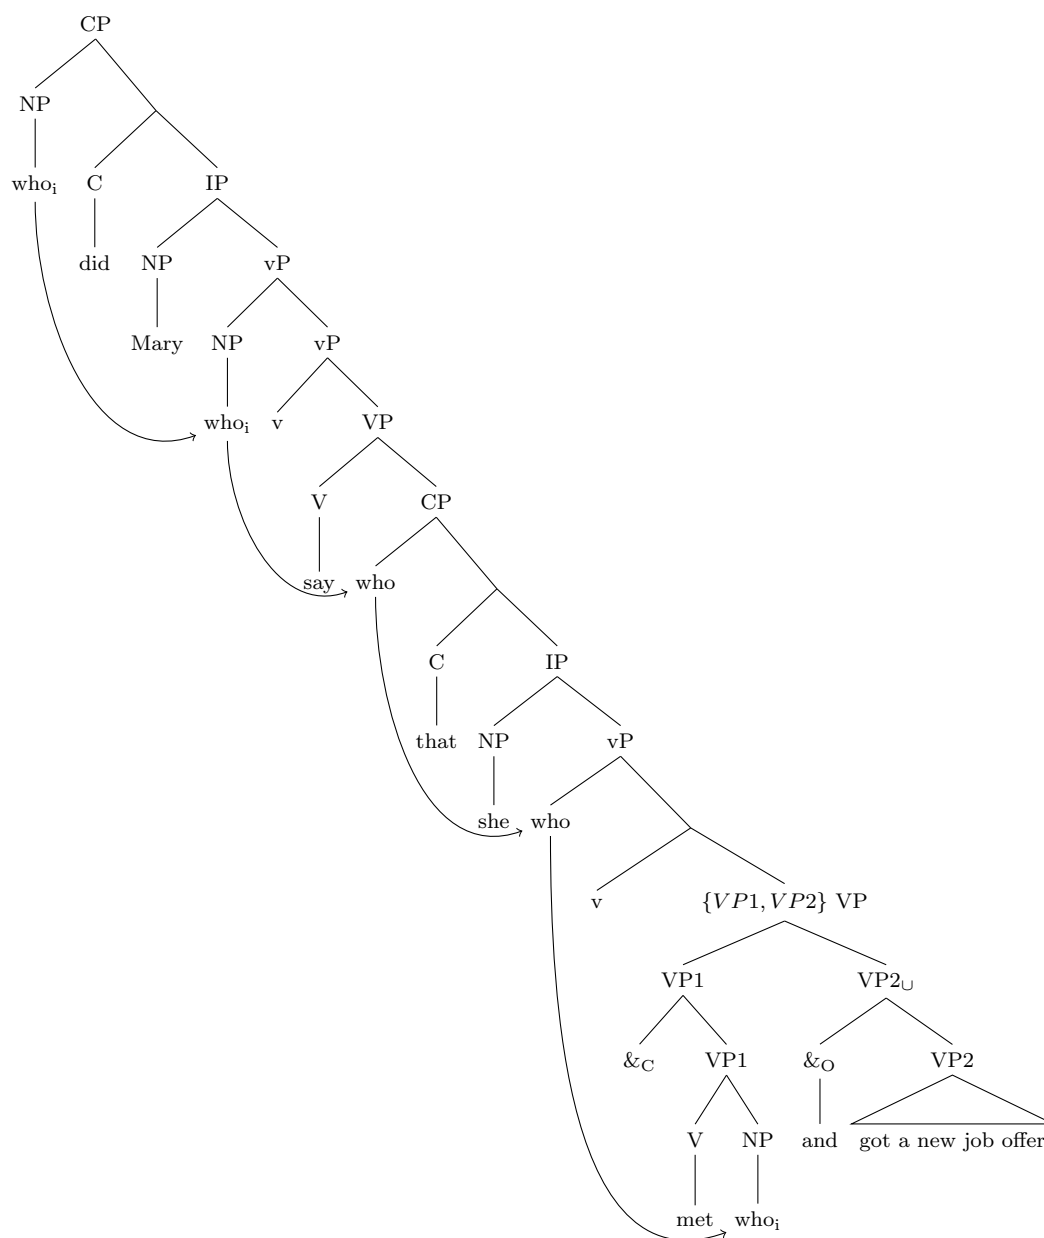 CP
NP
who_i C IP
did NP vP
Mary NP vP
who_i v VP
V CP
say who
C IP
that NP vP
she who
v {VP1, VP2} VP
VP1 VP2_∪
&_C VP1 &_O VP2
V NP and got a new job offer
met who_i